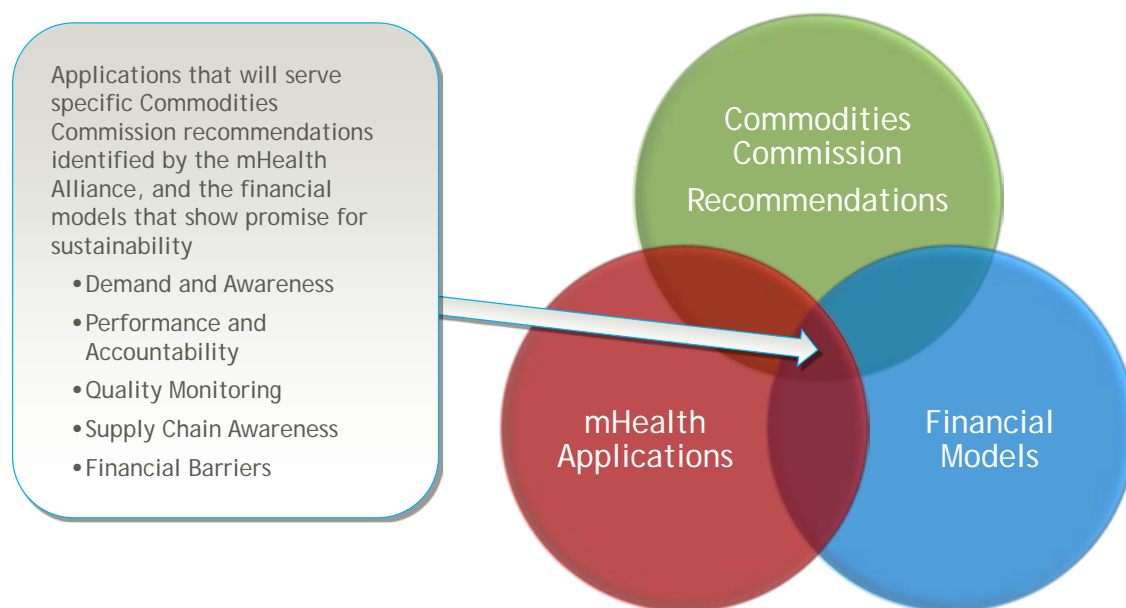 Applications that will serve
specific Commodities
Commission recommendations
identified by the mHealth
Alliance, and the financial
models that show promise for
sustainability
•Demand and Awareness
•Performance and
Accountability
•Quality Monitoring
•Supply Chain Awareness
•Financial Barriers
Commodities
Commission
Recommendations
mHealth
Applications
Financial
Models